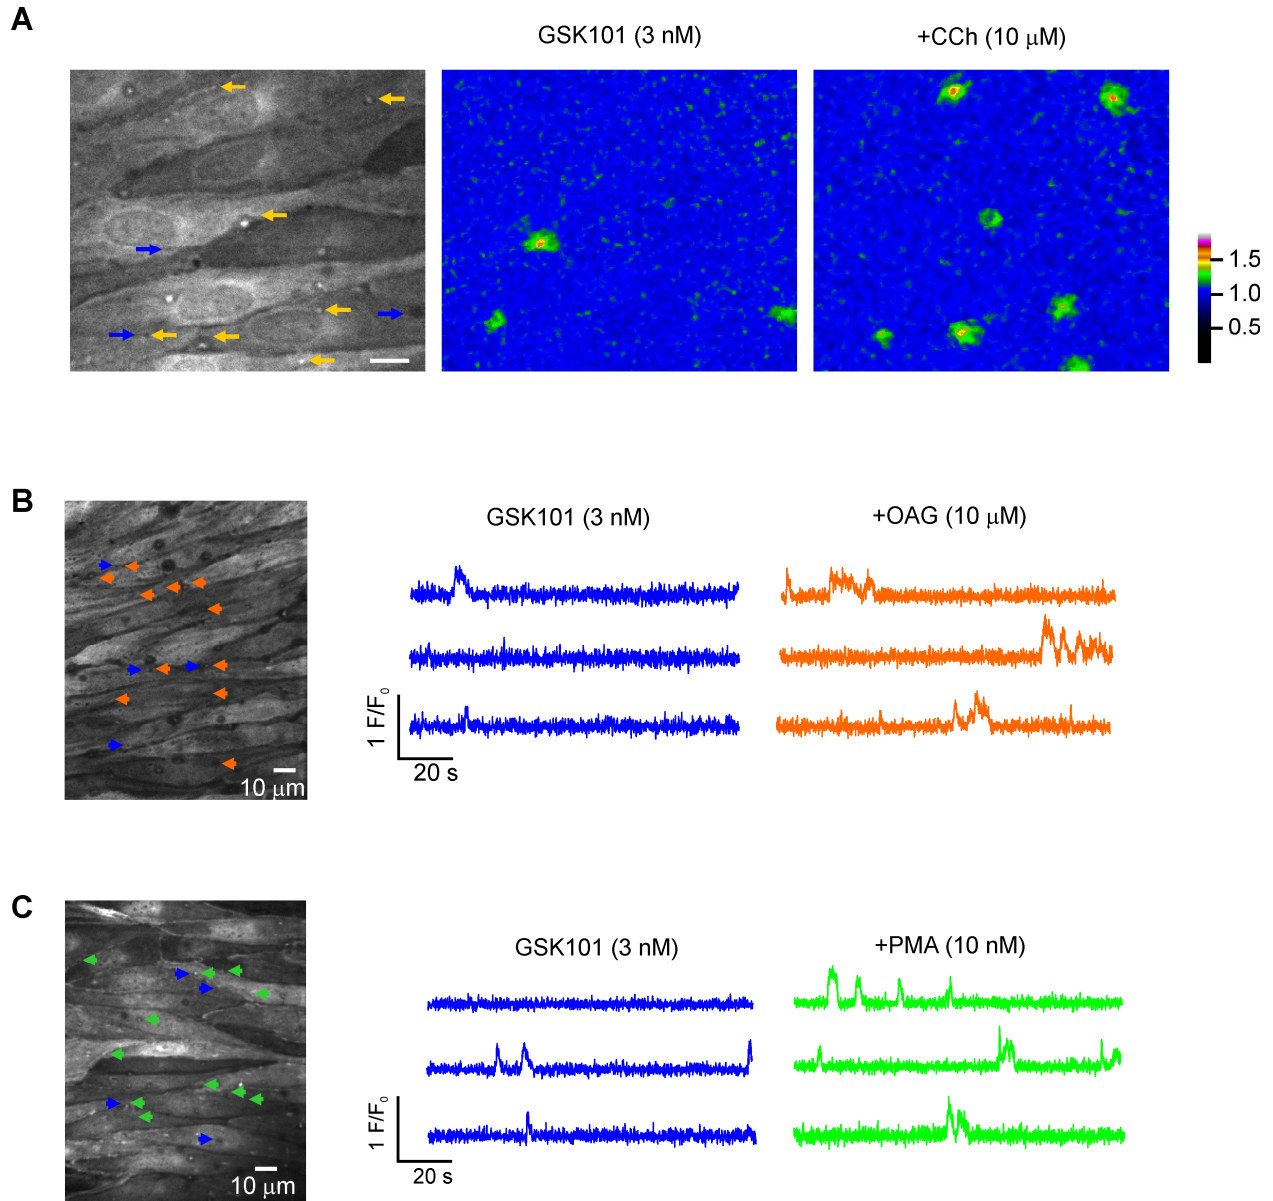 A
GSK101 (3 nM)
+CCh (10 μM)
1.5
1.0
0.5
B
GSK101 (3 nM)
+OAG (10 μM)
1 F/F0
20 s
10 μm
C
GSK101 (3 nM)
+PMA (10 nM)
1 F/F0
20 s
10 μm